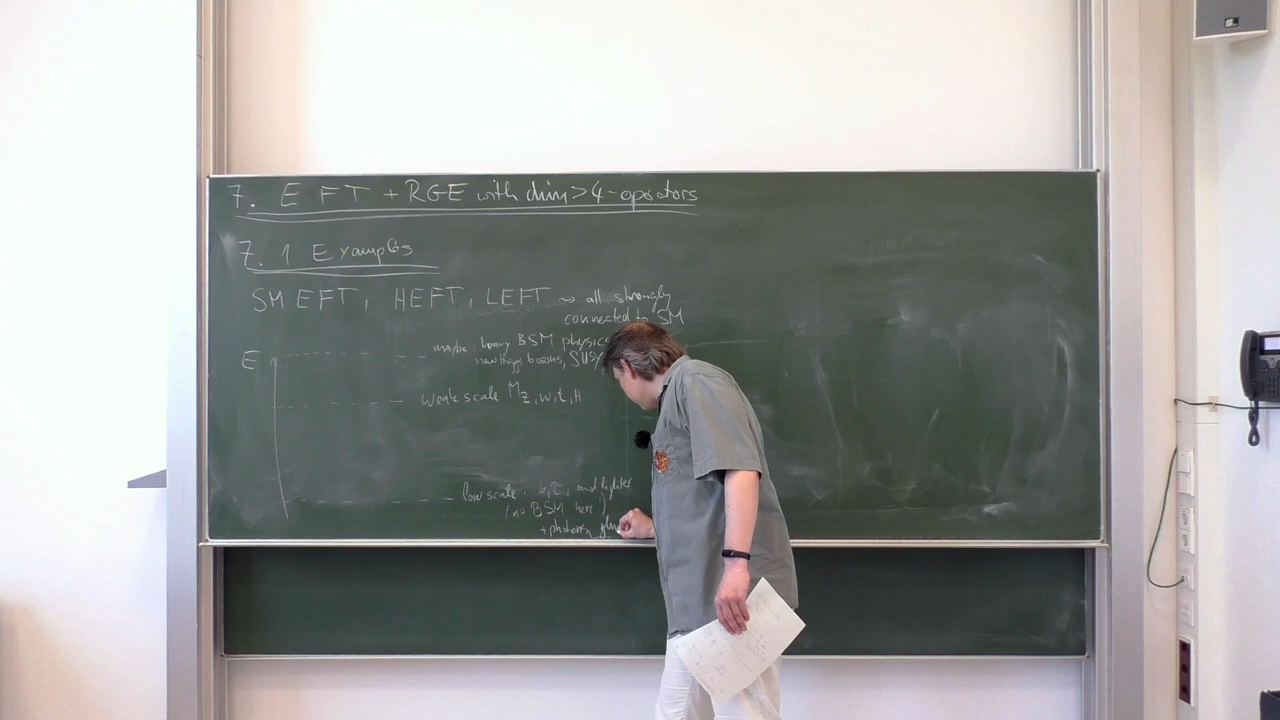 7. EFT + RGE with dim>4-operators
7.1 Examples
SMEFT, HEFT, LEFT ⇝ all strongly
connected to SM
E
maybe: heavy BSM physics
new Higgs bosons, SUSY
weak scale M_Z,W,t,H
low scale: b, τ, and lighter
(no BSM here)
+photons,